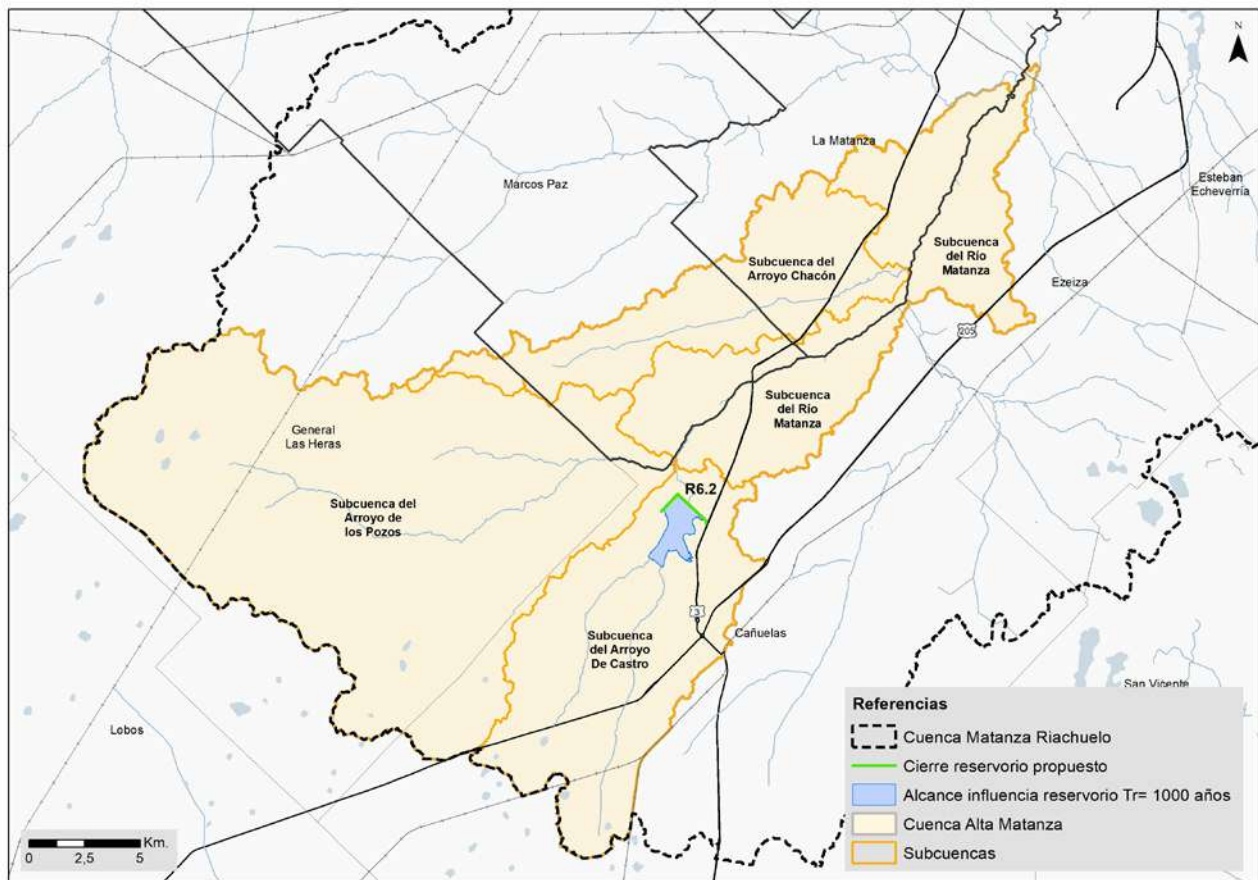 N
La Matanza
Marcos Paz
Esteban
Echeverría
Subcuenca
del Río
Matanza
Subcuenca del
Arroyo Chacón
Ezeiza
205
Subcuenca
del Río
Matanza
General
Las Heras
R6.2
Subcuenca del
Arroyo de
los Pozos
3
Cañuelas
Subcuenca
del Arroyo
De Castro
San Vicente
Lobos
Referencias
Cuenca Matanza Riachuelo
Cierre reservorio propuesto
Alcance influencia reservorio Tr= 1000 años
Cuenca Alta Matanza
Subcuencas
Km.
0 2,5 5